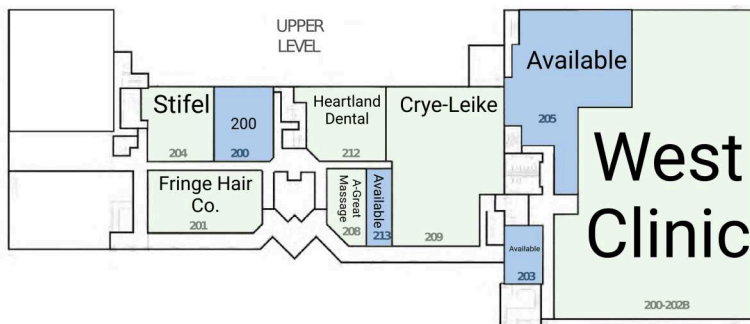 UPPER
LEVEL
Stifel
204
200
200
Heartland
Dental
212
Crye-Leike
209
Available
205
West
Clinic
200-202B
Fringe Hair
Co.
201
A-Great
Massage
208
Available
213
Available
203